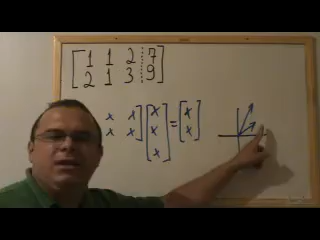 1 1 2 7
2 1 3 9
x x x = x
x x x x
x